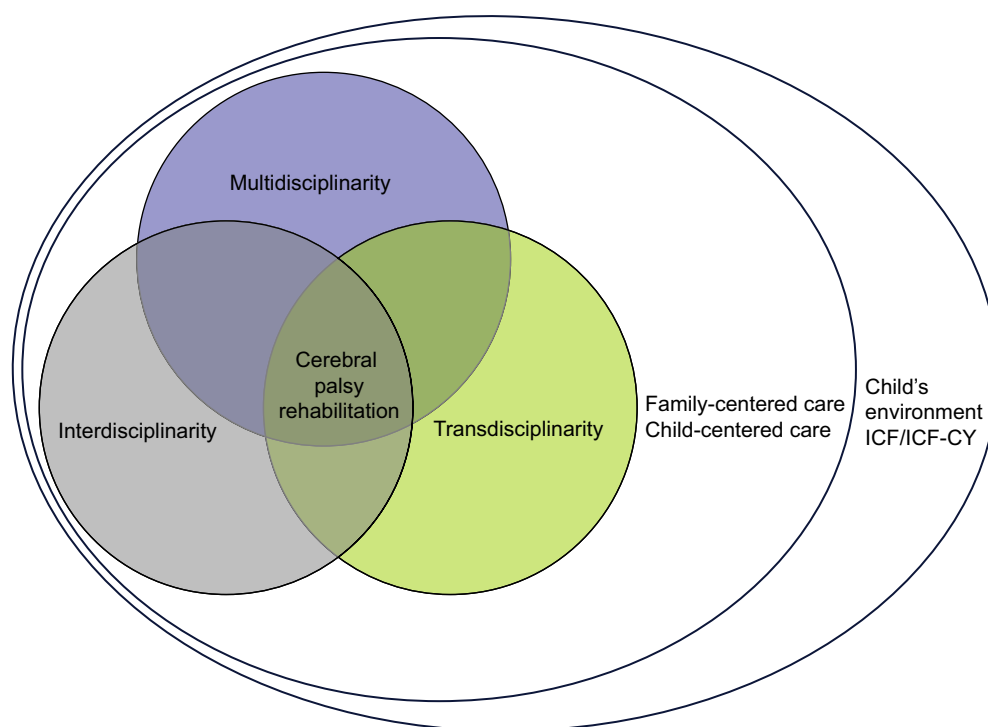 Multidisciplinarity
Cerebral
palsy
rehabilitation
Interdisciplinarity
Transdisciplinarity
Family-centered care
Child-centered care
Child’s
environment
ICF/ICF-CY